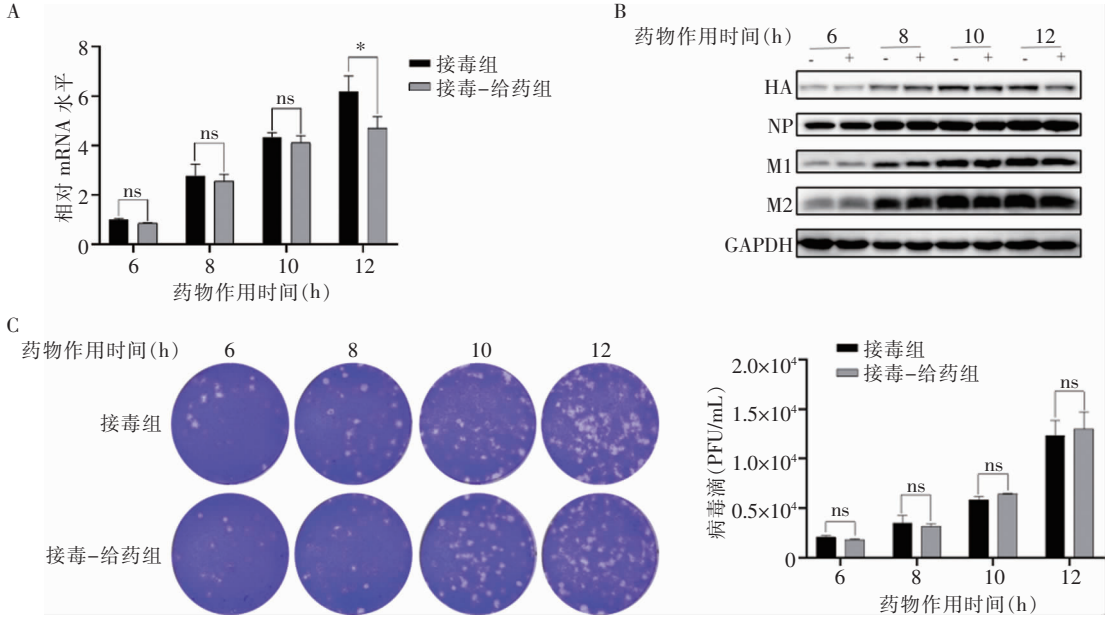 A
相对 mRNA 水平
8
6
4
2
0
ns
ns
ns
*
接毒组
接毒-给药组
6 8 10 12
药物作用时间(h)
B
药物作用时间(h) 6 8 10 12
- + - + - + - +
HA
NP
M1
M2
GAPDH
C
药物作用时间(h) 6 8 10 12
接毒组
接毒-给药组
接毒组
接毒-给药组
病毒滴(PFU/mL)
2.0×10⁴
1.5×10⁴
1.0×10⁴
0.5×10⁴
0
ns
ns
ns
ns
6 8 10 12
药物作用时间(h)